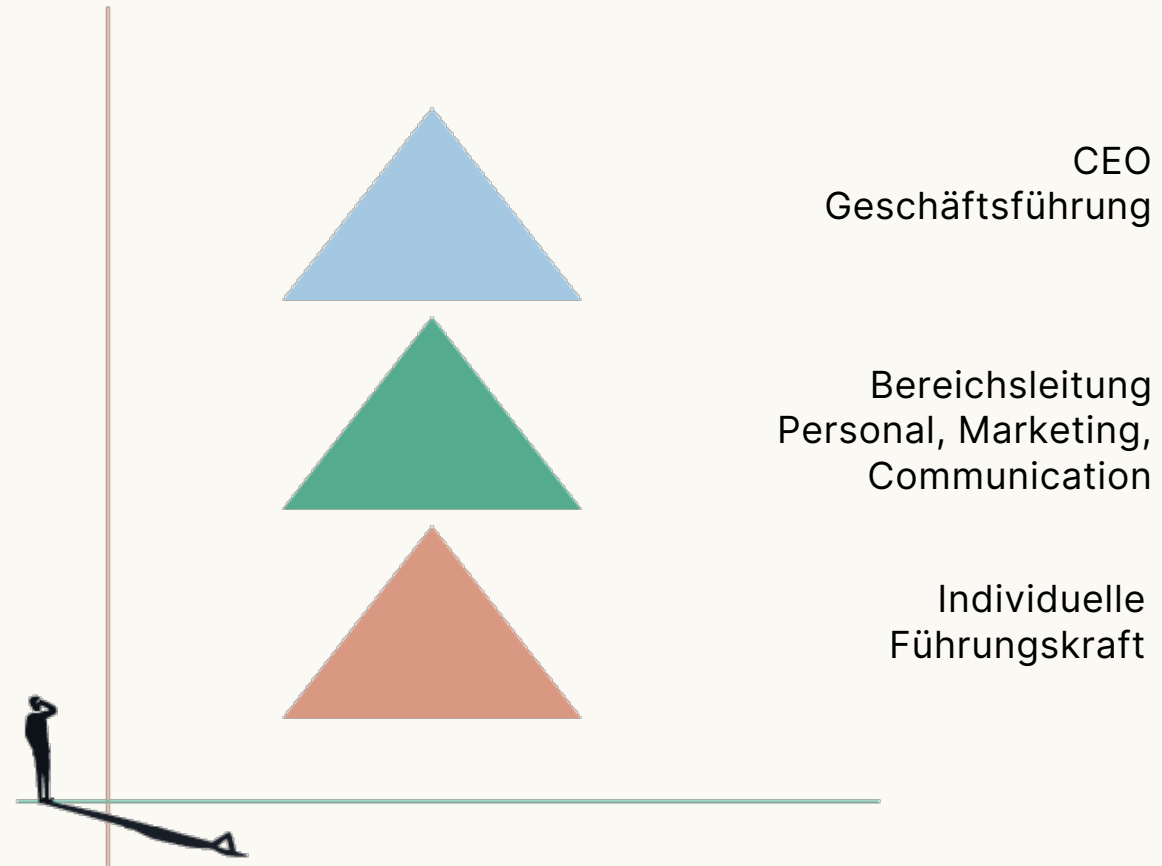 CEO
Geschäftsführung
Bereichsleitung
Personal, Marketing,
Communication
Individuelle
Führungskraft